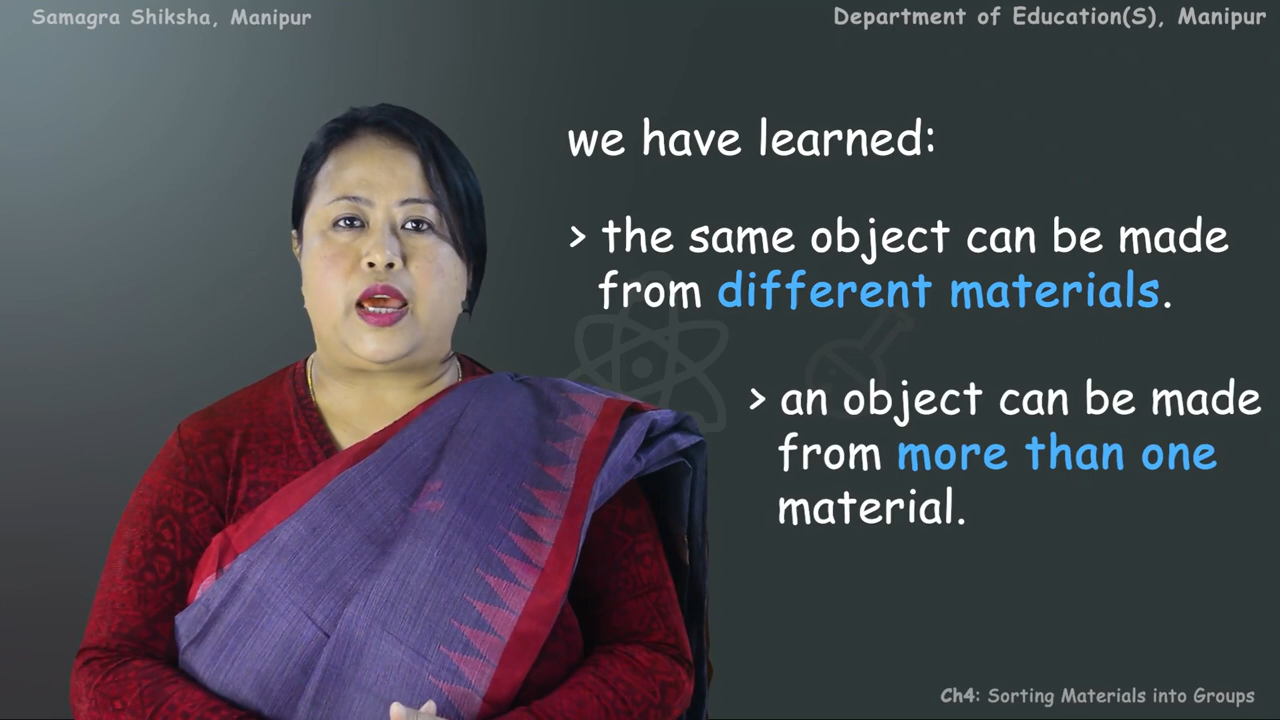 Samagra Shiksha, Manipur
Department of Education(S), Manipur
we have learned:
> the same object can be made
from different materials.
> an object can be made
from more than one
material.
Ch4: Sorting Materials into Groups